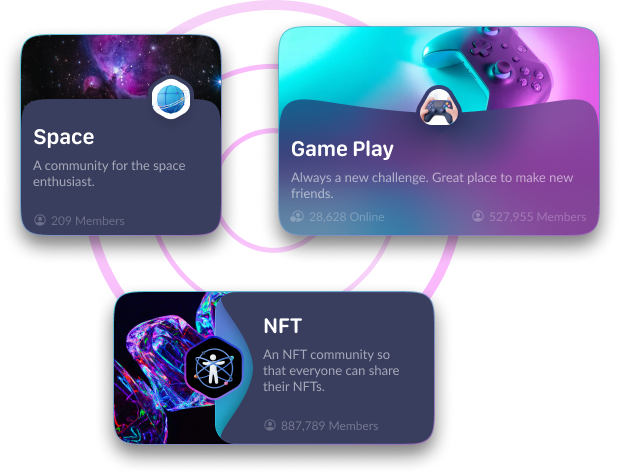 Space
A community for the space
enthusiast.
209 Members
Game Play
Always a new challenge. Great place to make new
friends.
28,628 Online
527,955 Members
NFT
An NFT community so
that everyone can share
their NFTs.
887,789 Members